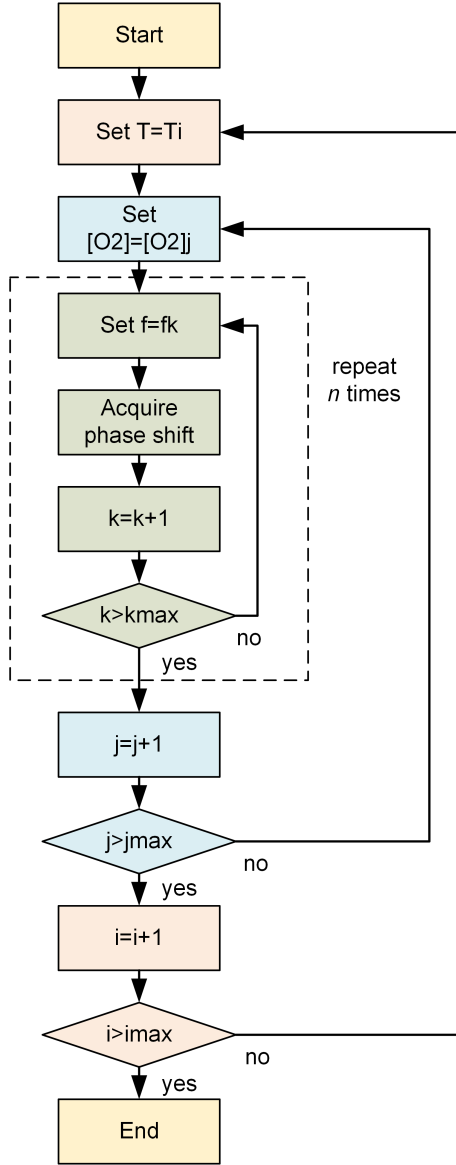 Start
Set T=Ti
Set
[O2]=[O2]j
Set f=fk
repeat
n times
Acquire
phase shift
k=k+1
k>kmax
no
yes
j=j+1
j>jmax
no
yes
i=i+1
i>imax
no
yes
End